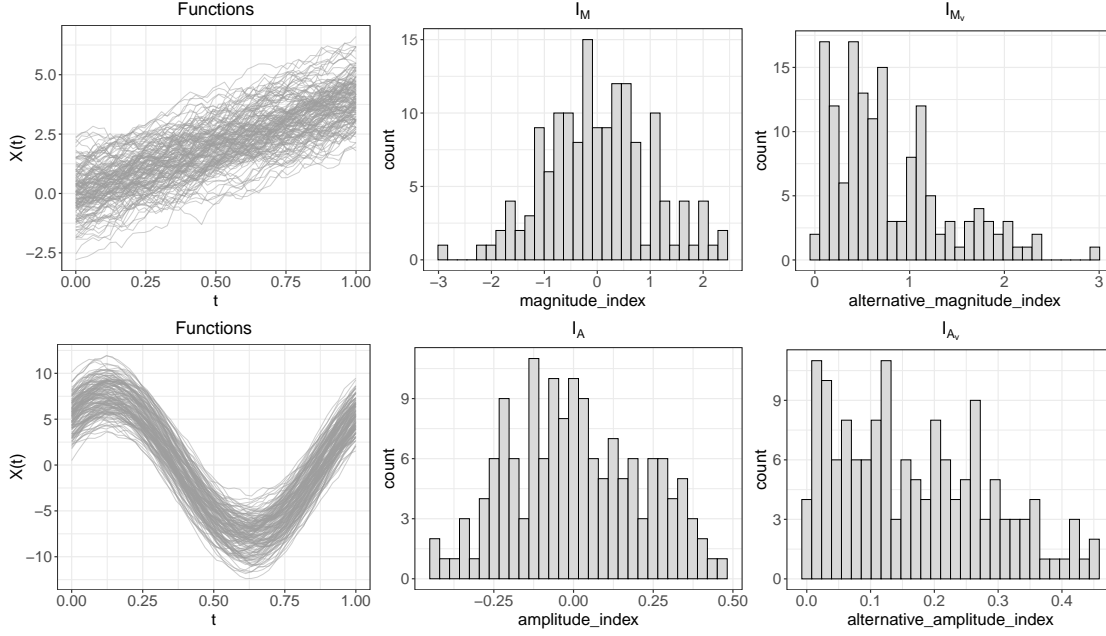 Functions
X(t)
5.0
2.5
0.0
−2.5
0.00 0.25 0.50 0.75 1.00
t
I_M
count
15
10
5
0
−3 −2 −1 0 1 2
magnitude_index
I_Mv
count
15
10
5
0
0 1 2 3
alternative_magnitude_index
Functions
X(t)
10
5
0
−5
−10
0.00 0.25 0.50 0.75 1.00
t
I_A
count
9
6
3
0
−0.25 0.00 0.25 0.50
amplitude_index
I_Av
count
9
6
3
0
0.0 0.1 0.2 0.3 0.4
alternative_amplitude_index